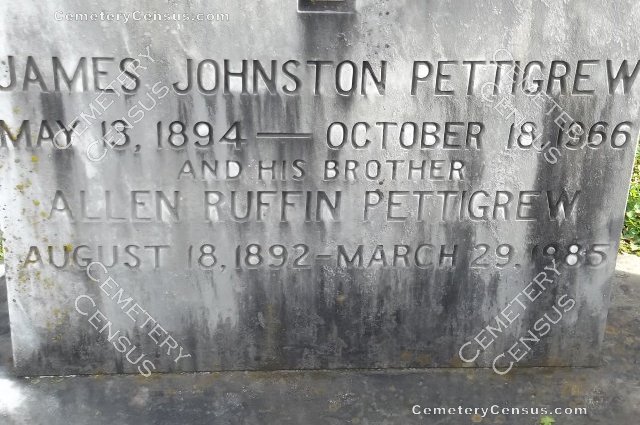 CemeteryCensus.com
JAMES JOHNSTON PETTIGREW
MAY 13, 1894 — OCTOBER 18, 1966
AND HIS BROTHER
ALLEN RUFFIN PETTIGREW
AUGUST 18, 1892 – MARCH 29, 1985
CEMETERY CENSUS
CEMETERY CENSUS
CEMETERY CENSUS
CEMETERY CENSUS
CemeteryCensus.com